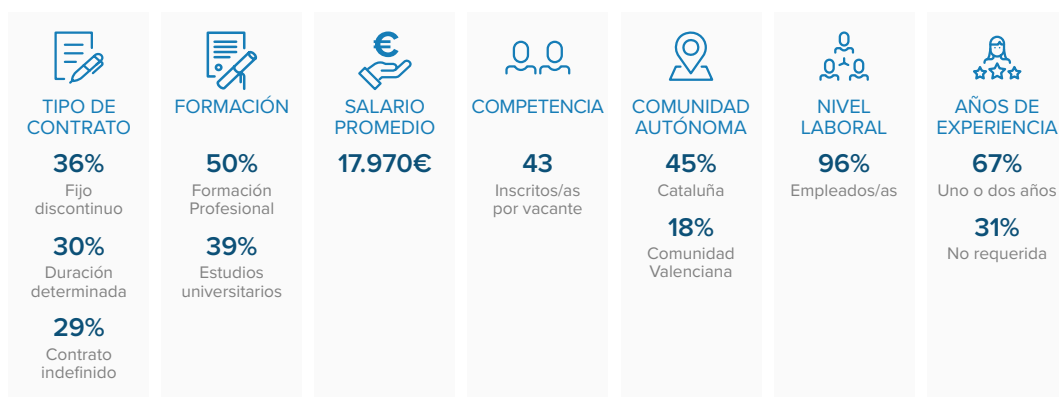 TIPO DE
CONTRATO
36%
Fijo
discontinuo
30%
Duración
determinada
29%
Contrato
indefinido
FORMACIÓN
50%
Formación
Profesional
39%
Estudios
universitarios
€
SALARIO
PROMEDIO
17.970€
COMPETENCIA
43
Inscritos/as
por vacante
COMUNIDAD
AUTÓNOMA
45%
Cataluña
18%
Comunidad
Valenciana
NIVEL
LABORAL
96%
Empleados/as
AÑOS DE
EXPERIENCIA
67%
Uno o dos años
31%
No requerida